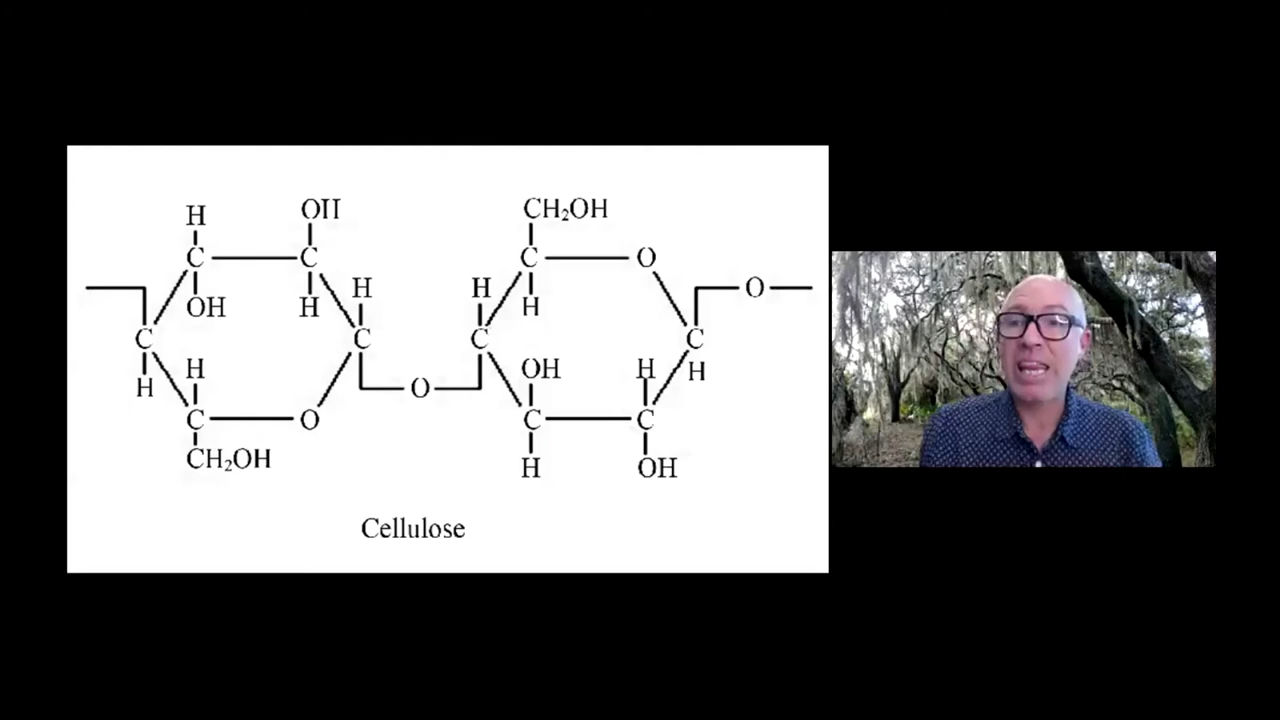 H OH CH₂OH
C C C O
H H O
OH H H
C C C C
H OH H H
H O
C O C C
CH₂OH H OH
Cellulose